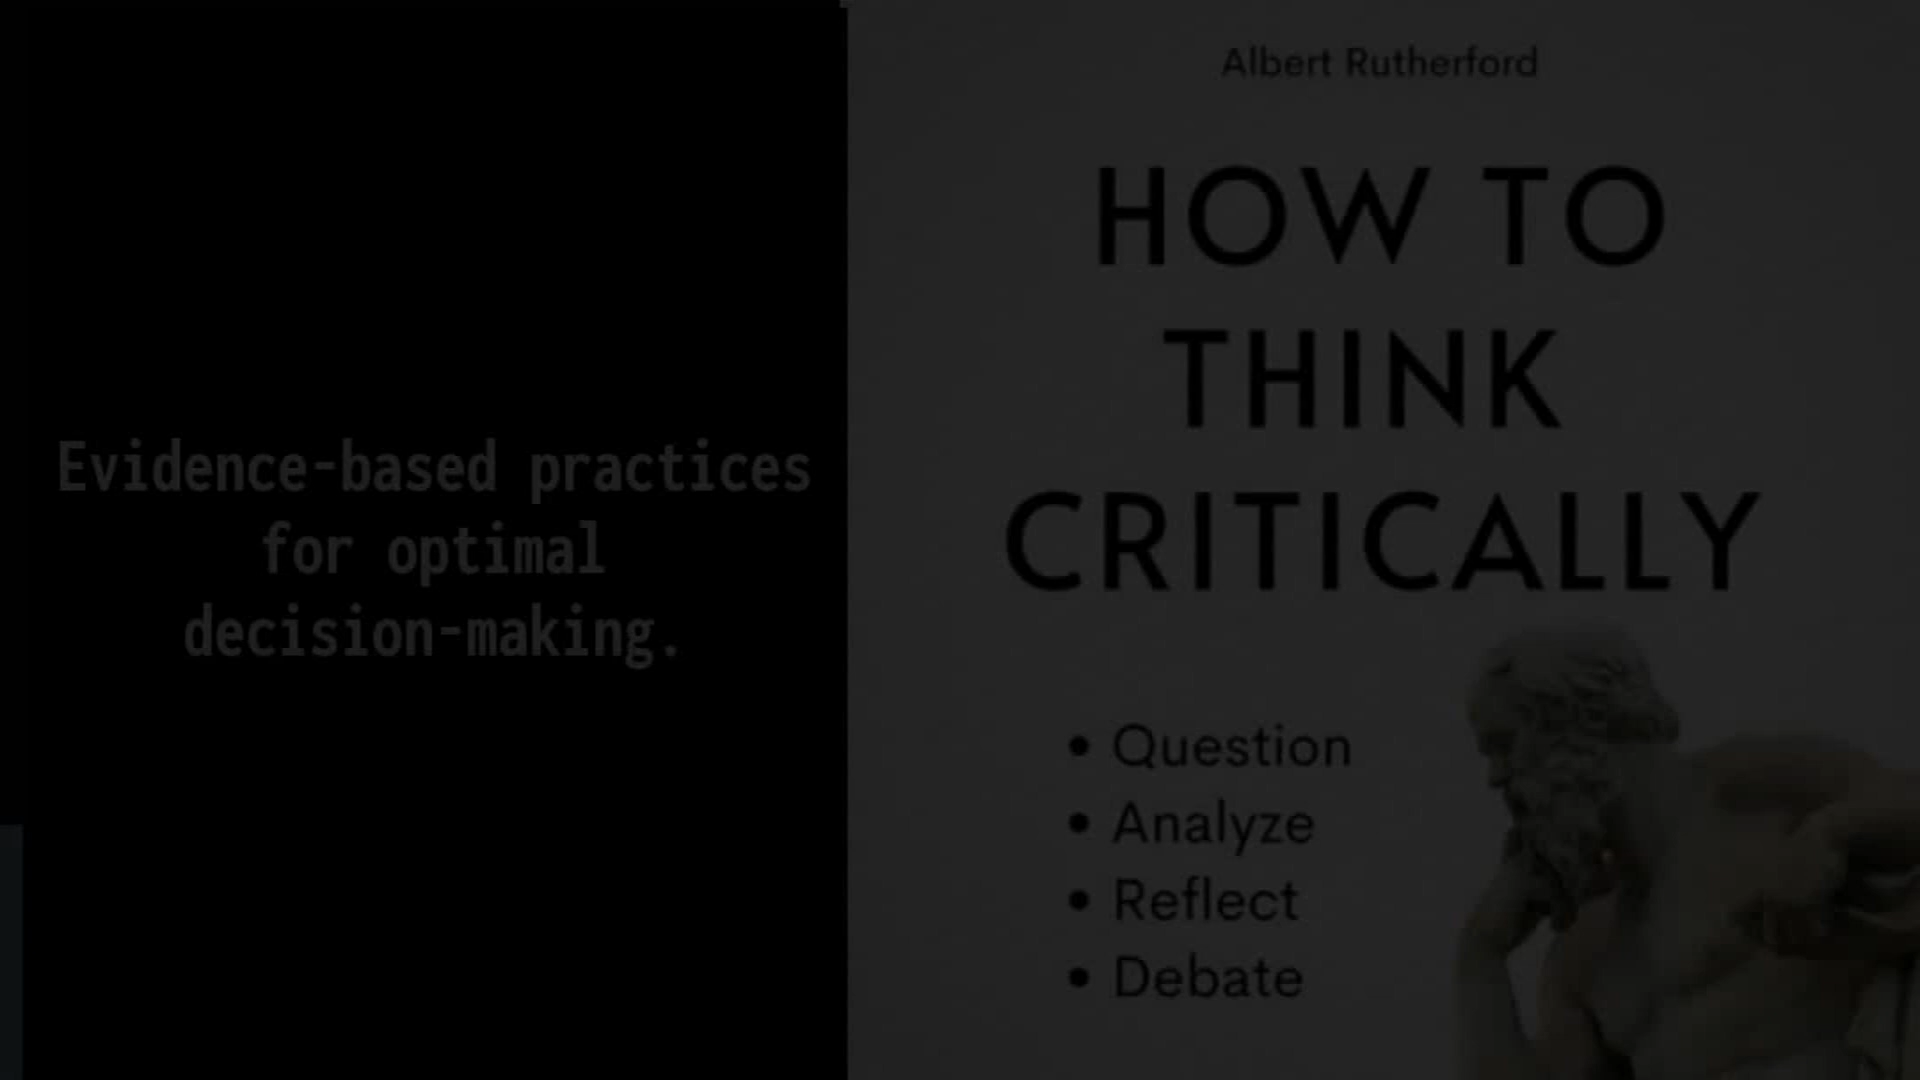 Evidence-based practices
for optimal
decision-making.
Albert Rutherford
HOW TO
THINK
CRITICALLY
• Question
• Analyze
• Reflect
• Debate